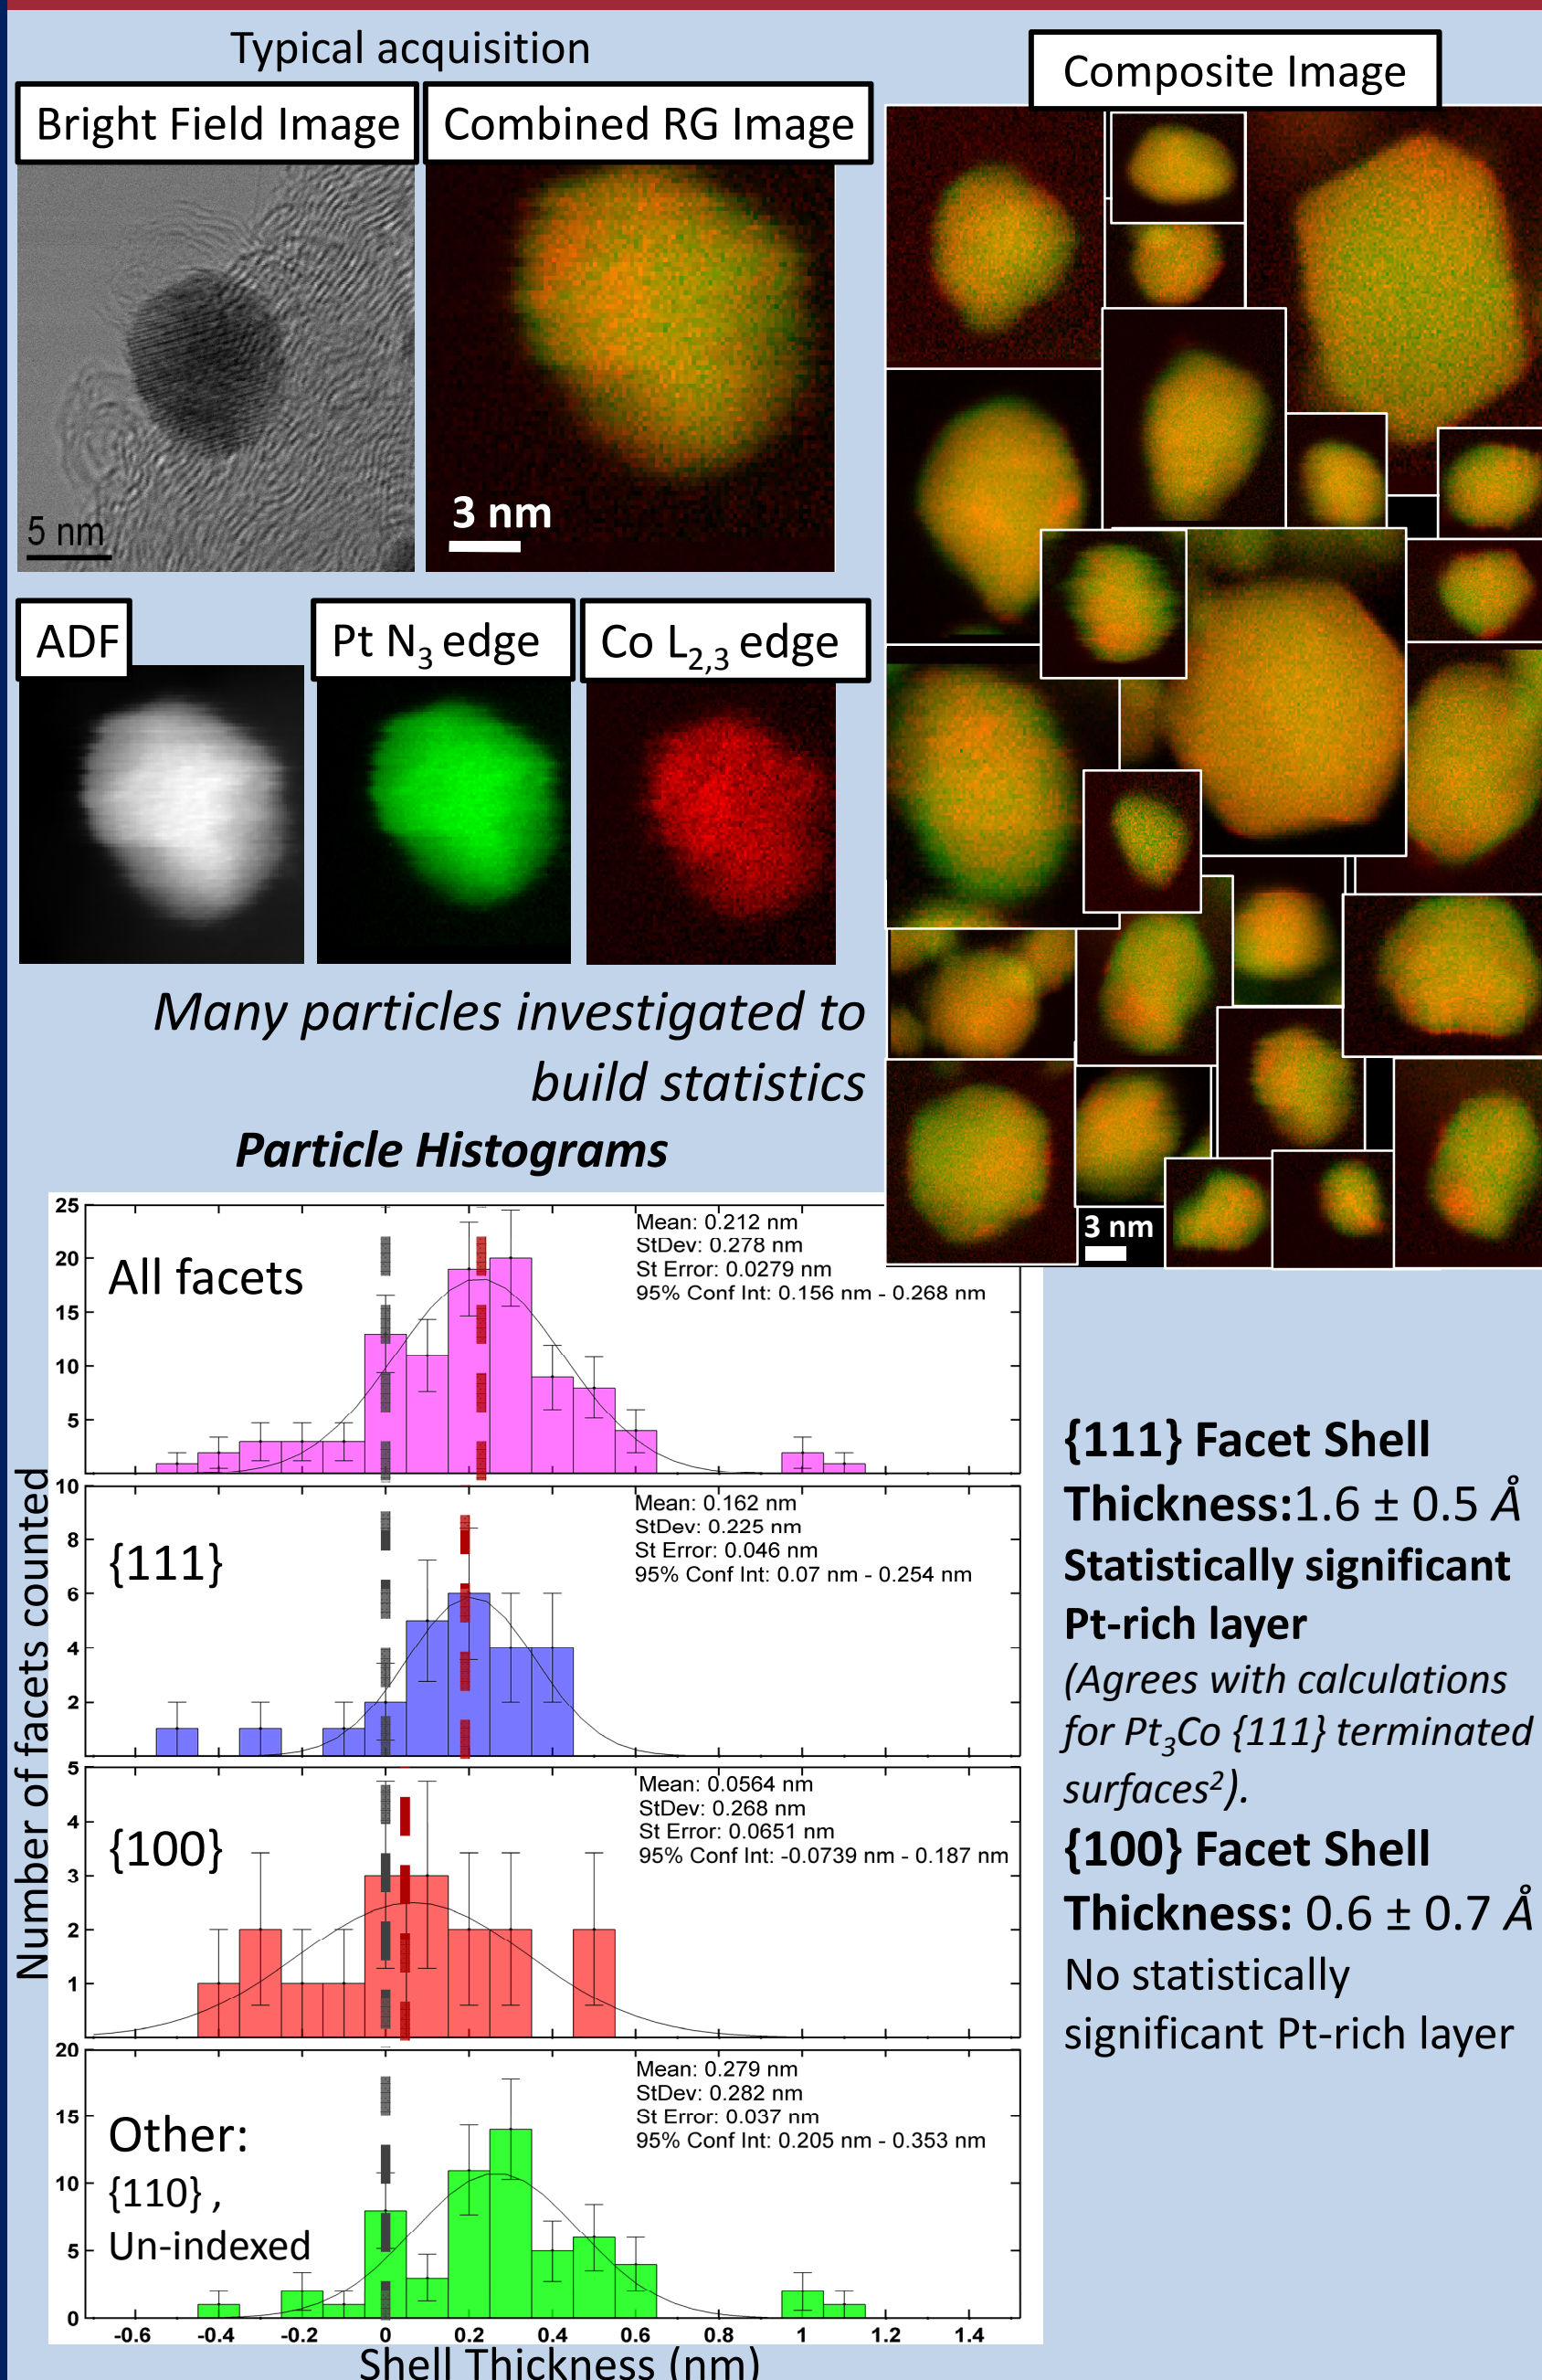 Typical acquisition
Bright Field Image
Combined RG Image
Composite Image
5 nm
3 nm
ADF
Pt N₃ edge
Co L₂,₃ edge
Many particles investigated to
build statistics
3 nm
Particle Histograms
Number of facets counted
25
20
15
10
5
All facets
Mean: 0.212 nm
StDev: 0.278 nm
St Error: 0.0279 nm
95% Conf Int: 0.156 nm - 0.268 nm
10
8
6
4
2
{111}
Mean: 0.162 nm
StDev: 0.225 nm
St Error: 0.046 nm
95% Conf Int: 0.07 nm - 0.254 nm
5
4
3
2
1
{100}
Mean: 0.0564 nm
StDev: 0.268 nm
St Error: 0.0651 nm
95% Conf Int: -0.0739 nm - 0.187 nm
20
15
10
5
0
Other:
{110} ,
Un-indexed
Mean: 0.279 nm
StDev: 0.282 nm
St Error: 0.037 nm
95% Conf Int: 0.205 nm - 0.353 nm
-0.6 -0.4 -0.2 0 0.2 0.4 0.6 0.8 1 1.2 1.4
Shell Thickness (nm)
{111} Facet Shell
Thickness:1.6 ± 0.5 Å
Statistically significant
Pt-rich layer
(Agrees with calculations
for Pt₃Co {111} terminated
surfaces²).
{100} Facet Shell
Thickness: 0.6 ± 0.7 Å
No statistically
significant Pt-rich layer